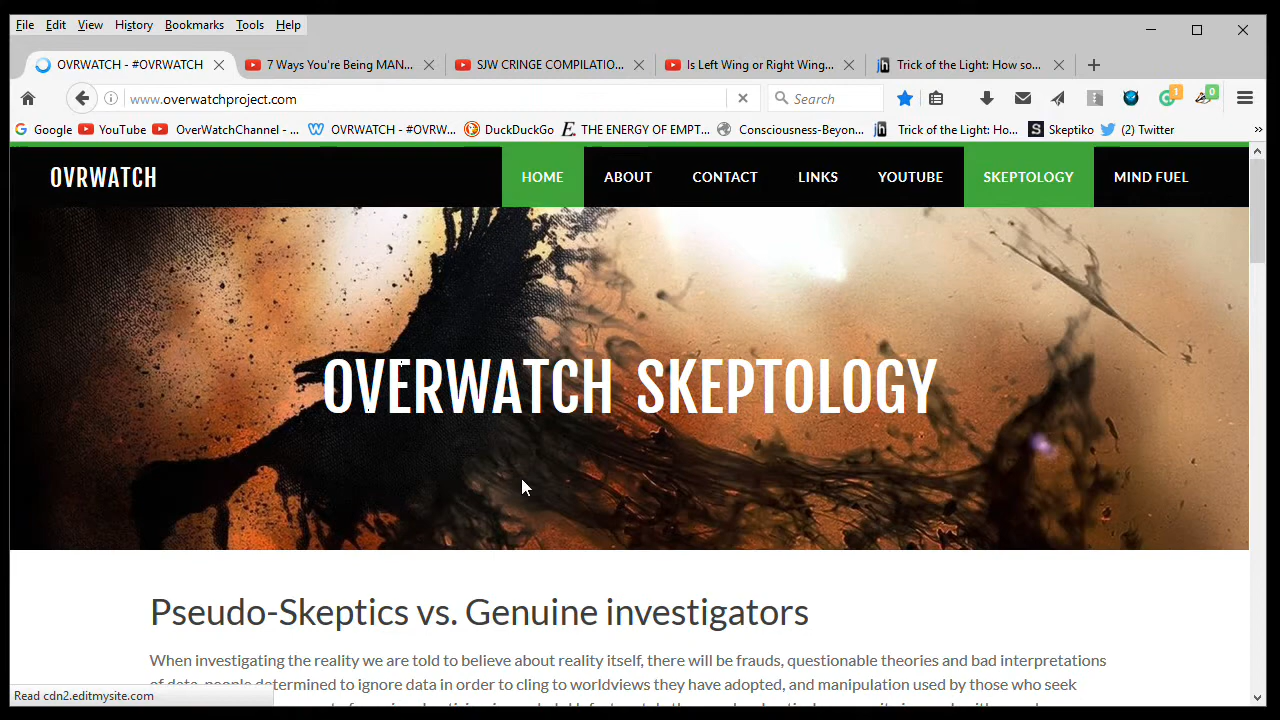 File Edit View History Bookmarks Tools Help
OVRWATCH - #OVRWATCH 7 Ways You're Being MAN... SJW CRINGE COMPILATIO... Is Left Wing or Right Wing... Trick of the Light: How so...
www.overwatchproject.com Search 1 0
Google YouTube OverWatchChannel - ... OVRWATCH - #OVRW... DuckDuckGo THE ENERGY OF EMPT... Consciousness-Beyon... Trick of the Light: Ho... Skeptiko (2) Twitter
OVRWATCH HOME ABOUT CONTACT LINKS YOUTUBE SKEPTOLOGY MIND FUEL
OVERWATCH SKEPTOLOGY
Pseudo-Skeptics vs. Genuine investigators
When investigating the reality we are told to believe about reality itself, there will be frauds, questionable theories and bad interpretations
of data, people determined to ignore data in order to cling to worldviews they have adopted, and manipulation used by those who seek
Read cdn2.editmysite.com